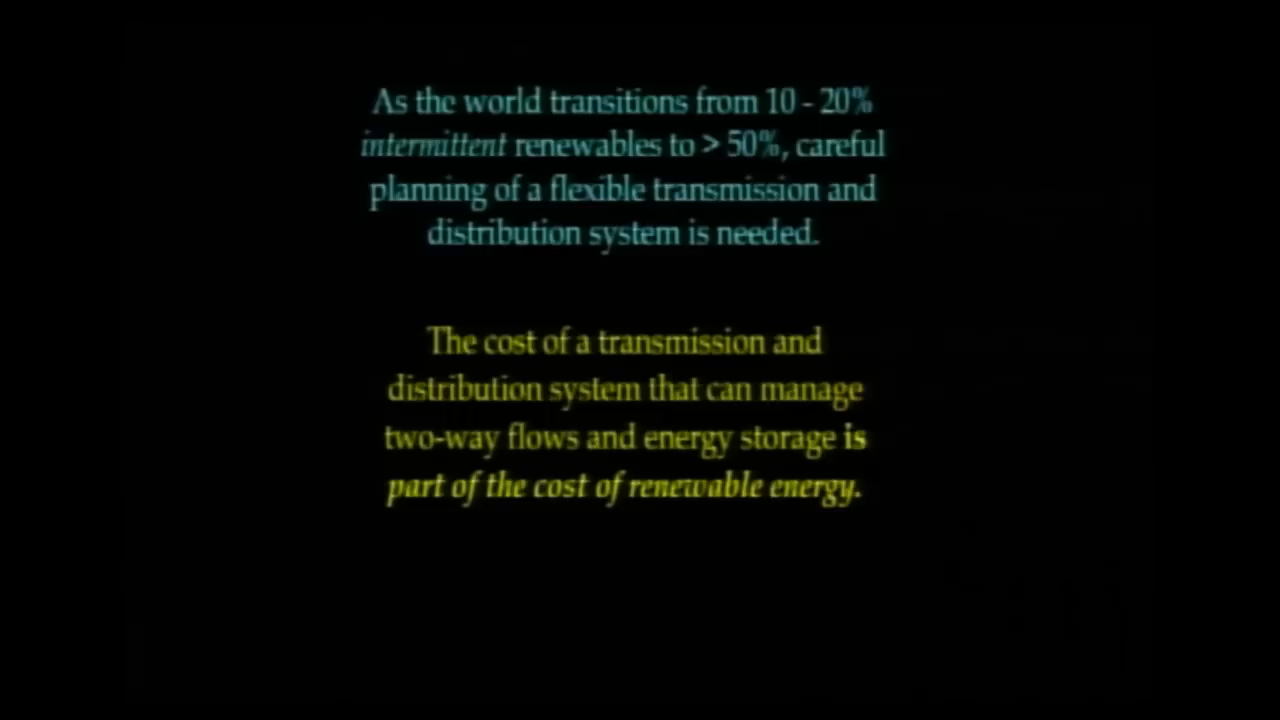 As the world transitions from 10 - 20%
intermittent renewables to > 50%, careful
planning of a flexible transmission and
distribution system is needed.
The cost of a transmission and
distribution system that can manage
two-way flows and energy storage is
part of the cost of renewable energy.